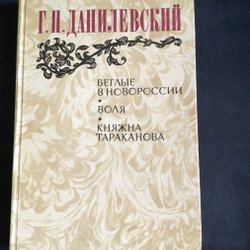 Г.П. ДАНИЛЕВСКИЙ
БЕГЛЫЕ
В НОВОРОССИИ
•
ВОЛЯ
•
КНЯЖНА
ТАРАКАНОВА